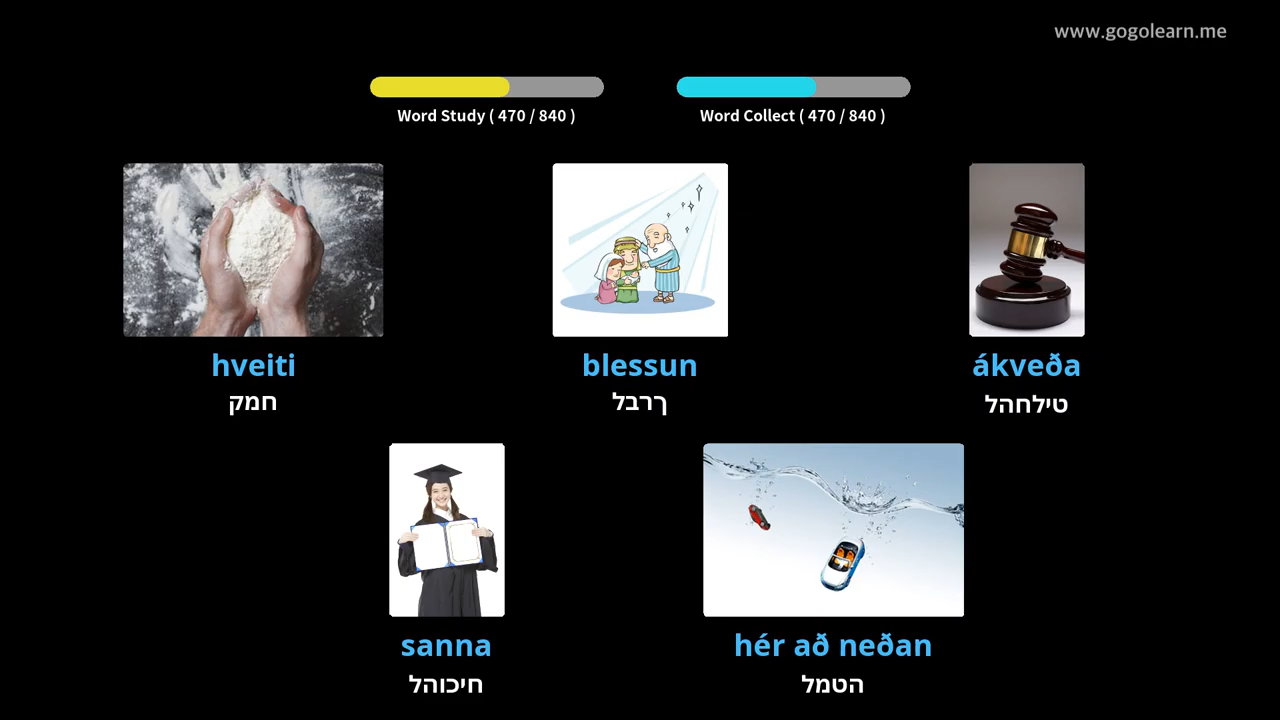 www.gogolearn.me
Word Study ( 470 / 840 )
Word Collect ( 470 / 840 )
hveiti
חמק
blessun
ךרבל
ákveða
טילחהל
sanna
חיכוהל
hér að neðan
הטמל